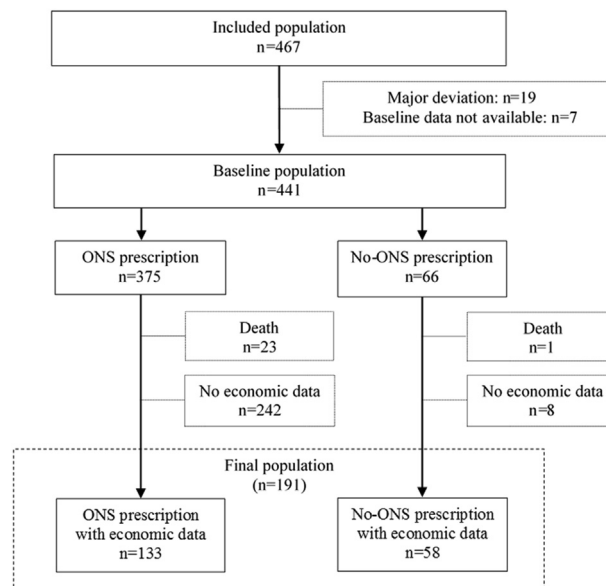 Included population
n=467
Major deviation: n=19
Baseline data not available: n=7
Baseline population
n=441
ONS prescription
n=375
No-ONS prescription
n=66
Death
n=23
Death
n=1
No economic data
n=242
No economic data
n=8
Final population
(n=191)
ONS prescription
with economic data
n=133
No-ONS prescription
with economic data
n=58